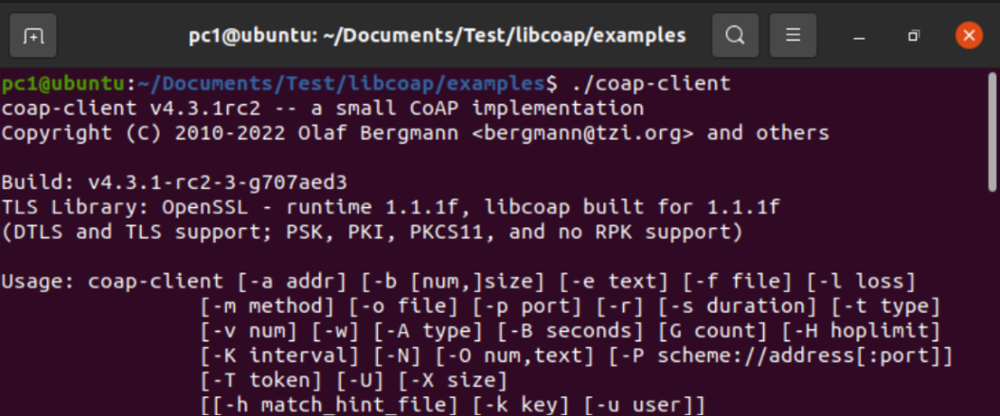 pc1@ubuntu: ~/Documents/Test/libcoap/examples
pc1@ubuntu:~/Documents/Test/libcoap/examples$ ./coap-client
coap-client v4.3.1rc2 -- a small CoAP implementation
Copyright (C) 2010-2022 Olaf Bergmann <bergmann@tzi.org> and others

Build: v4.3.1-rc2-3-g707aed3
TLS Library: OpenSSL - runtime 1.1.1f, libcoap built for 1.1.1f
(DTLS and TLS support; PSK, PKI, PKCS11, and no RPK support)

Usage: coap-client [-a addr] [-b [num,]size] [-e text] [-f file] [-l loss]
                [-m method] [-o file] [-p port] [-r] [-s duration] [-t type]
                [-v num] [-w] [-A type] [-B seconds] [G count] [-H hoplimit]
                [-K interval] [-N] [-O num,text] [-P scheme://address[:port]]
                [-T token] [-U] [-X size]
                [[-h match_hint_file] [-k key] [-u user]]